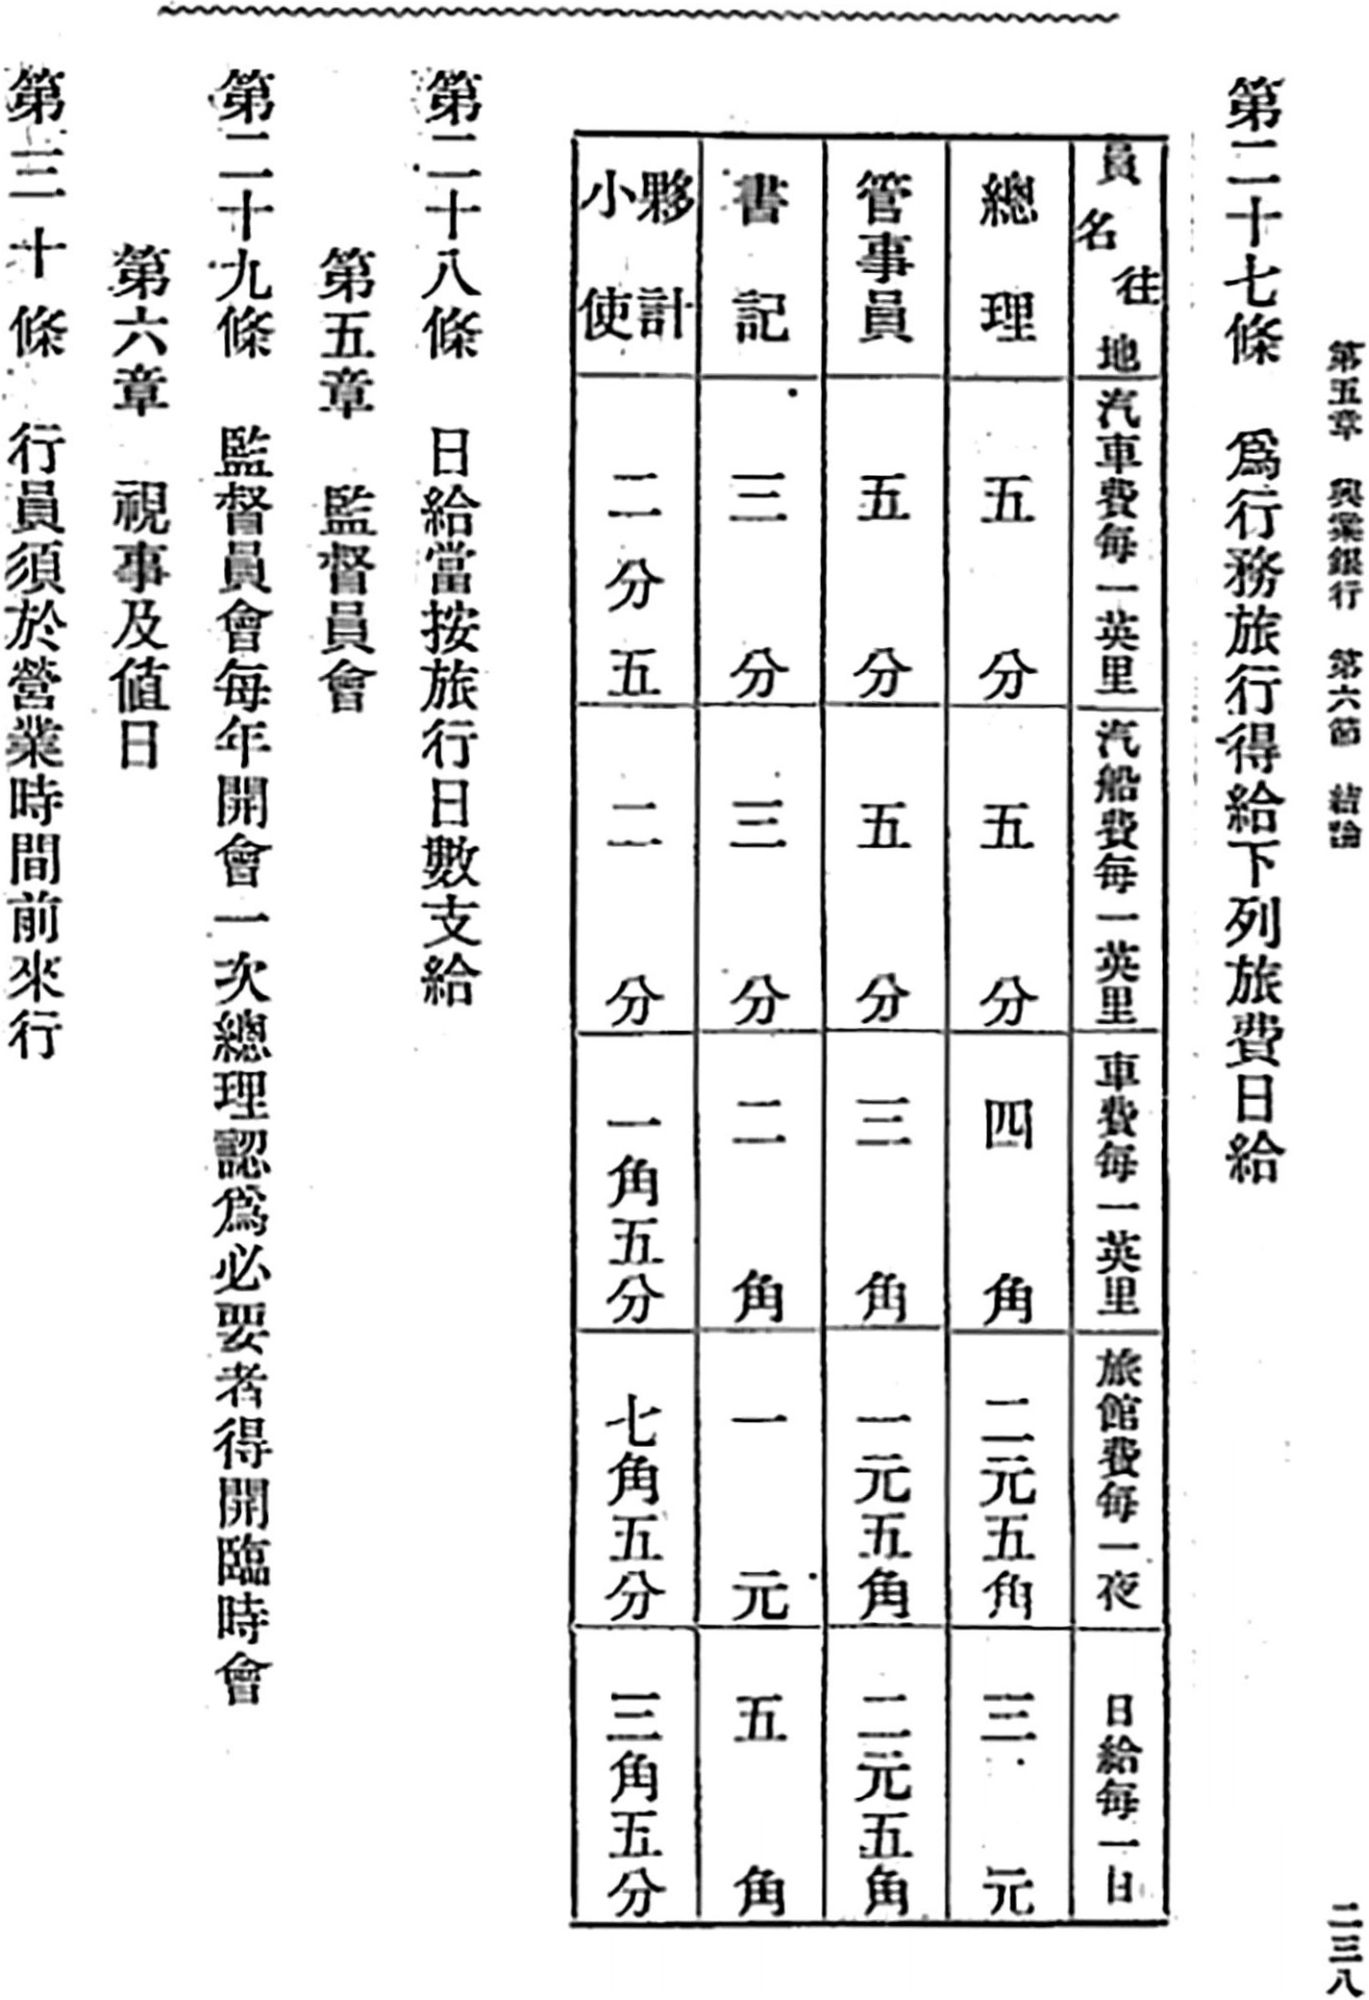 第五章 興業銀行 第六節 結論 二三八
第二十七條 爲行務旅行得給下列旅費日給
員名 往地 汽車費每一英里 汽船費每一英里 車費每一英里 旅館費每一夜 日給每一日
總理 五分 五分 四角 二元五角 三元
管事員 五分 五分 三角 一元五角 二元五角
書記 三分 三分 二角 一元 五角
夥計 小使 二分五 二分 一角五分 七角五分 三角五分
第二十八條 日給當按旅行日數支給
第五章 監督員會
第二十九條 監督員會每年開會一次總理認爲必要者得開臨時會
第六章 視事及値日
第三十條 行員須於營業時間前來行